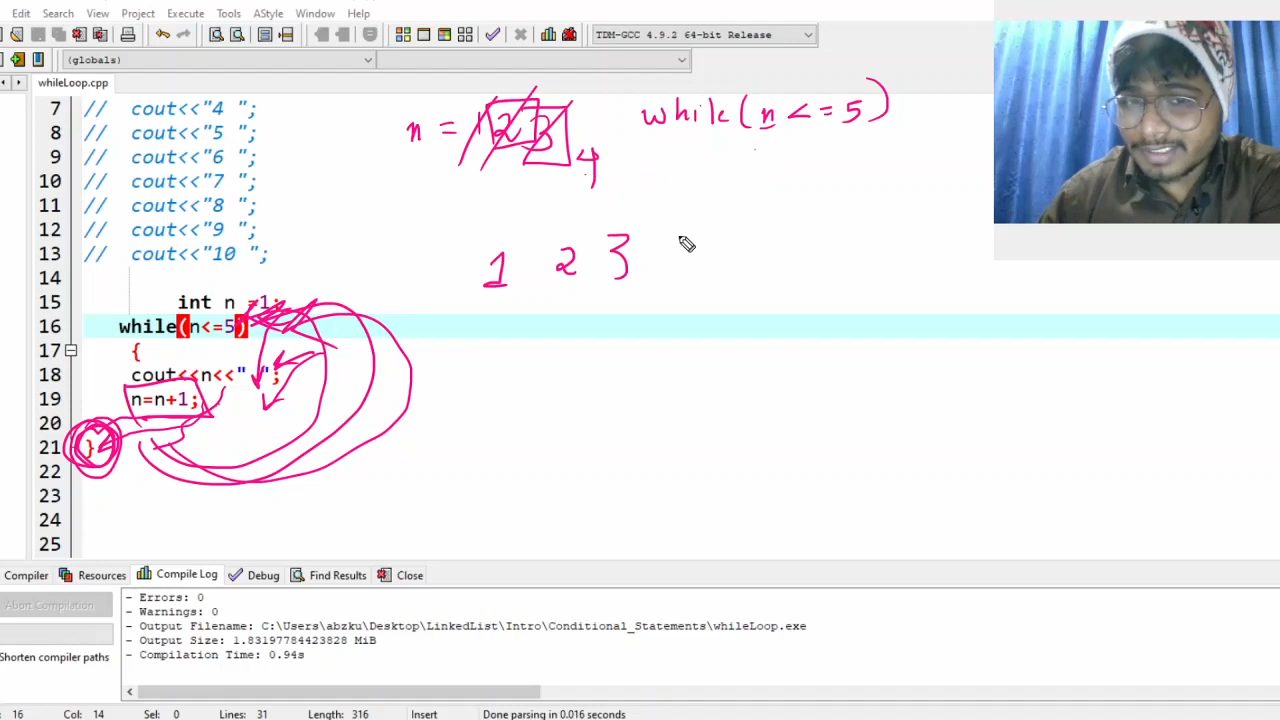 Edit Search View Project Execute Tools AStyle Window Help
TDM-GCC 4.9.2 64-bit Release
(globals)
whileLoop.cpp
7 // cout<<"4 ";
8 // cout<<"5 ";
9 // cout<<"6 ";
10 // cout<<"7 ";
11 // cout<<"8 ";
12 // cout<<"9 ";
13 // cout<<"10 ";
14
15 int n =1;
16 while(n<=5)
17 {
18 cout<<n<<" ";
19 n=n+1;
20
21 }
22
23
24
25
n = 1 2 3 4
while(n<=5)
1 2 3
Compiler Resources Compile Log Debug Find Results Close
Abort Compilation
Shorten compiler paths
- Errors: 0
- Warnings: 0
- Output Filename: C:\Users\abzku\Desktop\LinkedList\Intro\Conditional_Statements\whileLoop.exe
- Output Size: 1.83197784423828 MiB
- Compilation Time: 0.94s
: 16 Col: 14 Sel: 0 Lines: 31 Length: 316 Insert Done parsing in 0.016 seconds